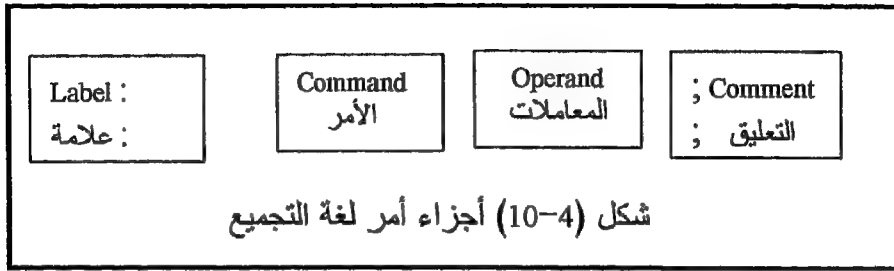 Label :
علامة :
Command
الأمر
Operand
المعاملات
; Comment
; التعليق
شكل (4-10) أجزاء أمر لغة التجميع